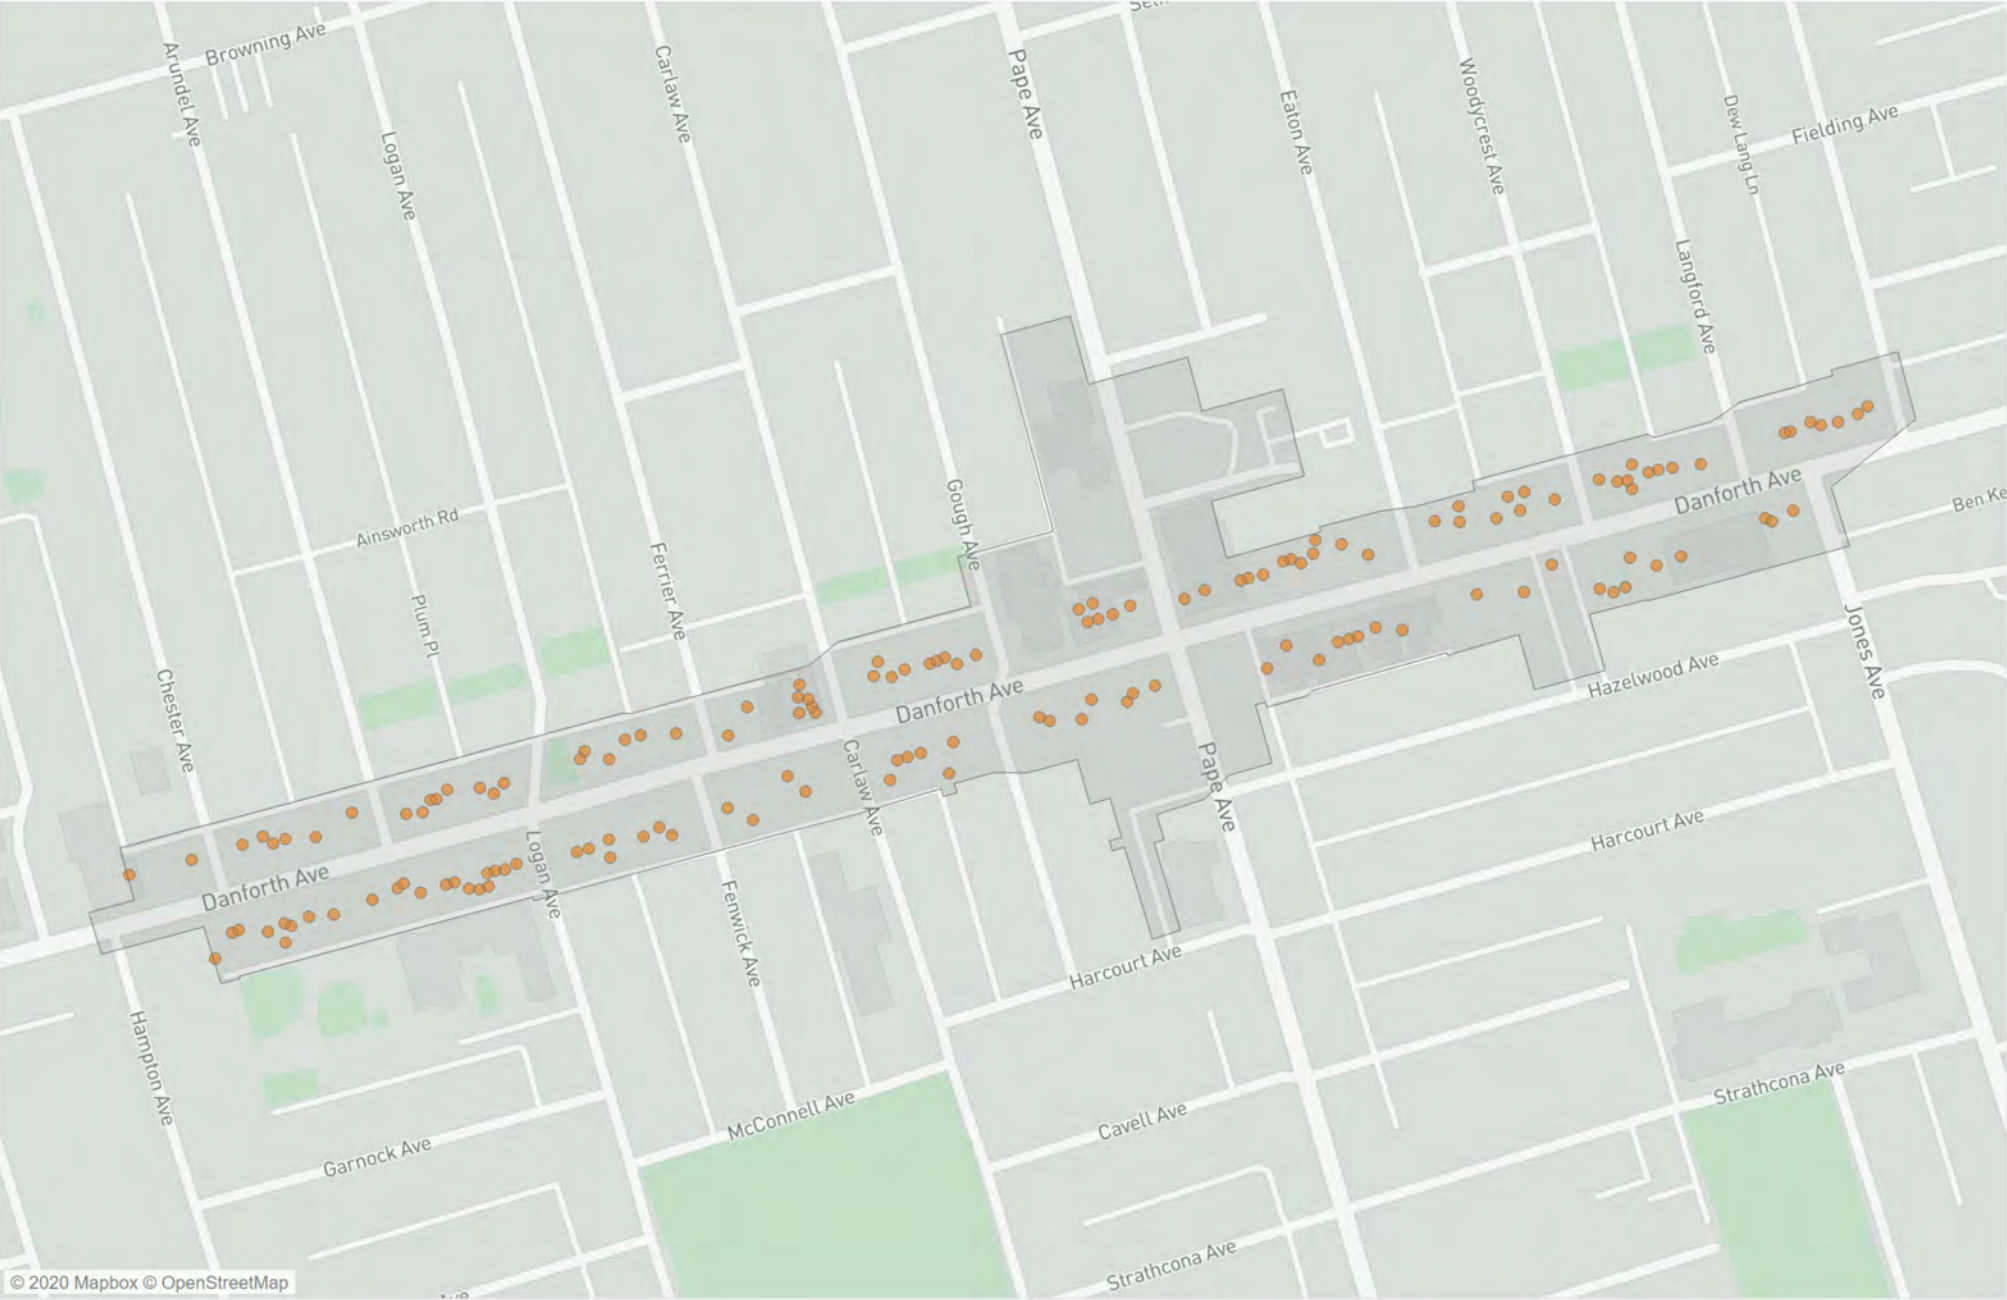 Browning Ave
Arundel Ave
Logan Ave
Carlaw Ave
Pape Ave
Eaton Ave
Woodycrest Ave
Dew Lang Ln
Fielding Ave
Langford Ave
Ainsworth Rd
Gough Ave
Danforth Ave
Ben Ke
Ferrier Ave
Plum Pl
Chester Ave
Danforth Ave
Carlaw Ave
Pape Ave
Hazelwood Ave
Jones Ave
Danforth Ave
Logan Ave
Fenwick Ave
Harcourt Ave
Harcourt Ave
Hampton Ave
McConnell Ave
Cavell Ave
Strathcona Ave
Garnock Ave
Strathcona Ave
© 2020 Mapbox © OpenStreetMap